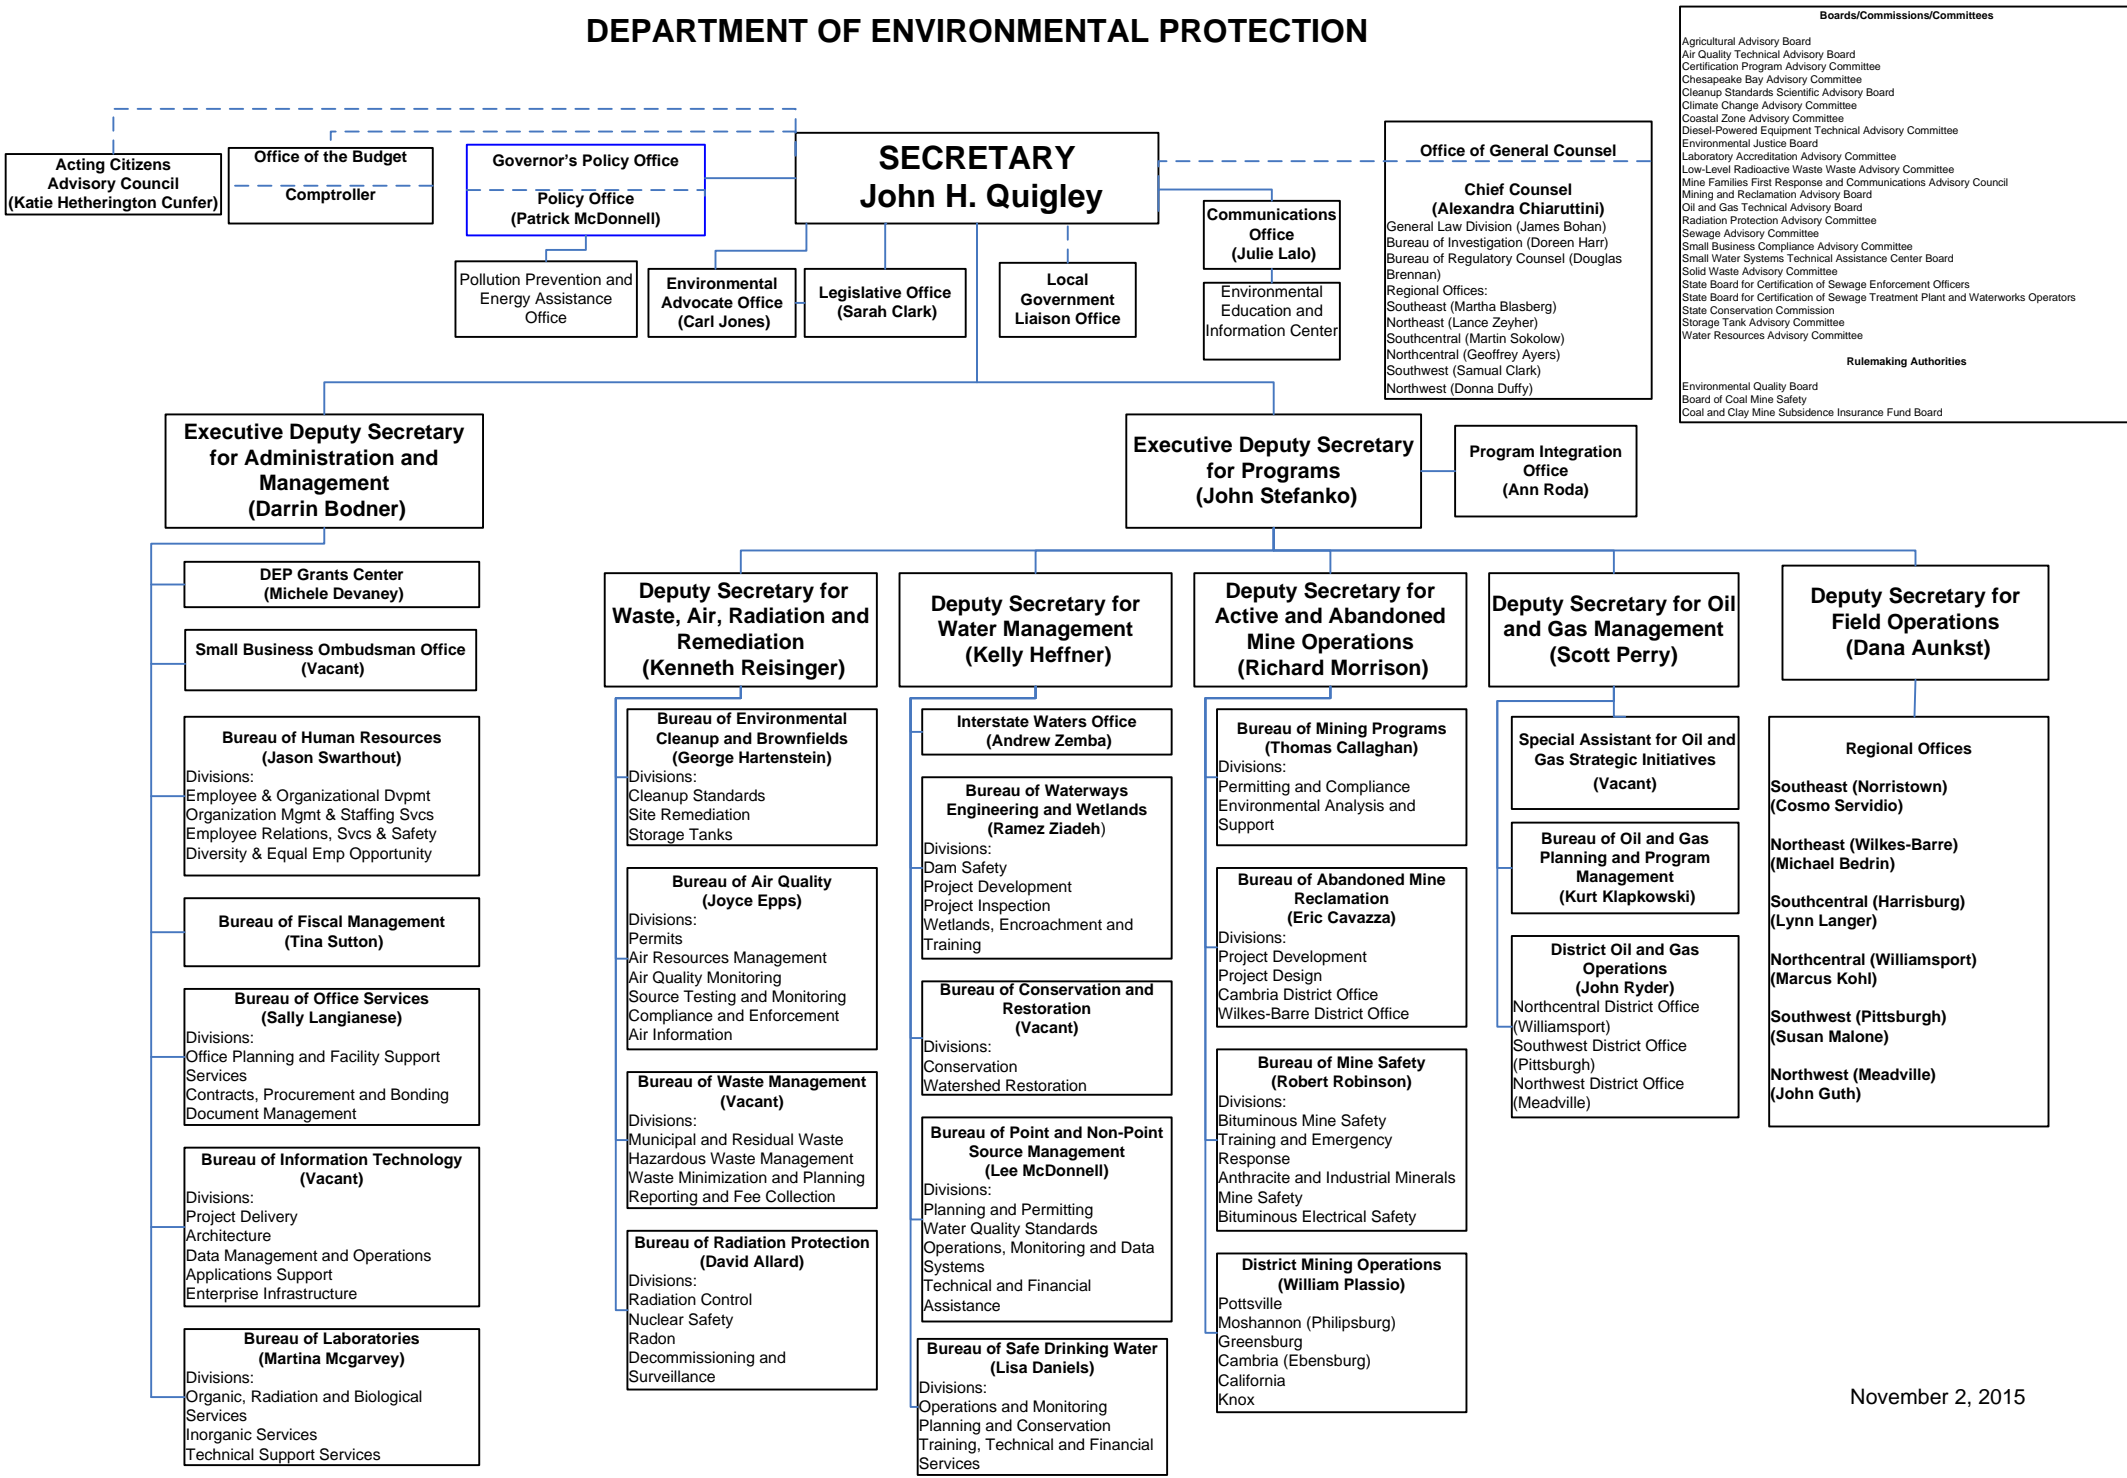 DEPARTMENT OF ENVIRONMENTAL PROTECTION
Boards/Commissions/Committees
Agricultural Advisory Board
Air Quality Technical Advisory Board
Certification Program Advisory Committee
Chesapeake Bay Advisory Committee
Cleanup Standards Scientific Advisory Board
Climate Change Advisory Committee
Coastal Zone Advisory Committee
Diesel-Powered Equipment Technical Advisory Committee
Environmental Justice Board
Laboratory Accreditation Advisory Committee
Low-Level Radioactive Waste Waste Advisory Committee
Mine Families First Response and Communications Advisory Council
Mining and Reclamation Advisory Board
Oil and Gas Technical Advisory Board
Radiation Protection Advisory Committee
Sewage Advisory Committee
Small Business Compliance Advisory Committee
Small Water Systems Technical Assistance Center Board
Solid Waste Advisory Committee
State Board for Certification of Sewage Enforcement Officers
State Board for Certification of Sewage Treatment Plant and Waterworks Operators
State Conservation Commission
Storage Tank Advisory Committee
Water Resources Advisory Committee
Rulemaking Authorities
Environmental Quality Board
Board of Coal Mine Safety
Coal and Clay Mine Subsidence Insurance Fund Board
Acting Citizens
Advisory Council
(Katie Hetherington Cunfer)
Office of the Budget
Comptroller
Governor's Policy Office
Policy Office
(Patrick McDonnell)
SECRETARY
John H. Quigley
Office of General Counsel
Chief Counsel
(Alexandra Chiaruttini)
General Law Division (James Bohan)
Bureau of Investigation (Doreen Harr)
Bureau of Regulatory Counsel (Douglas
Brennan)
Regional Offices:
Southeast (Martha Blasberg)
Northeast (Lance Zeyher)
Southcentral (Martin Sokolow)
Northcentral (Geoffrey Ayers)
Southwest (Samual Clark)
Northwest (Donna Duffy)
Communications
Office
(Julie Lalo)
Pollution Prevention and
Energy Assistance
Office
Environmental
Advocate Office
(Carl Jones)
Legislative Office
(Sarah Clark)
Local
Government
Liaison Office
Environmental
Education and
Information Center
Executive Deputy Secretary
for Administration and
Management
(Darrin Bodner)
Executive Deputy Secretary
for Programs
(John Stefanko)
Program Integration
Office
(Ann Roda)
DEP Grants Center
(Michele Devaney)
Small Business Ombudsman Office
(Vacant)
Bureau of Human Resources
(Jason Swarthout)
Divisions:
Employee & Organizational Dvpmt
Organization Mgmt & Staffing Svcs
Employee Relations, Svcs & Safety
Diversity & Equal Emp Opportunity
Bureau of Fiscal Management
(Tina Sutton)
Bureau of Office Services
(Sally Langianese)
Divisions:
Office Planning and Facility Support
Services
Contracts, Procurement and Bonding
Document Management
Bureau of Information Technology
(Vacant)
Divisions:
Project Delivery
Architecture
Data Management and Operations
Applications Support
Enterprise Infrastructure
Bureau of Laboratories
(Martina Mcgarvey)
Divisions:
Organic, Radiation and Biological
Services
Inorganic Services
Technical Support Services
Deputy Secretary for
Waste, Air, Radiation and
Remediation
(Kenneth Reisinger)
Bureau of Environmental
Cleanup and Brownfields
(George Hartenstein)
Divisions:
Cleanup Standards
Site Remediation
Storage Tanks
Bureau of Air Quality
(Joyce Epps)
Divisions:
Permits
Air Resources Management
Air Quality Monitoring
Source Testing and Monitoring
Compliance and Enforcement
Air Information
Bureau of Waste Management
(Vacant)
Divisions:
Municipal and Residual Waste
Hazardous Waste Management
Waste Minimization and Planning
Reporting and Fee Collection
Bureau of Radiation Protection
(David Allard)
Divisions:
Radiation Control
Nuclear Safety
Radon
Decommissioning and
Surveillance
Deputy Secretary for
Water Management
(Kelly Heffner)
Interstate Waters Office
(Andrew Zemba)
Bureau of Waterways
Engineering and Wetlands
(Ramez Ziadeh)
Divisions:
Dam Safety
Project Development
Project Inspection
Wetlands, Encroachment and
Training
Bureau of Conservation and
Restoration
(Vacant)
Divisions:
Conservation
Watershed Restoration
Bureau of Point and Non-Point
Source Management
(Lee McDonnell)
Divisions:
Planning and Permitting
Water Quality Standards
Operations, Monitoring and Data
Systems
Technical and Financial
Assistance
Bureau of Safe Drinking Water
(Lisa Daniels)
Divisions:
Operations and Monitoring
Planning and Conservation
Training, Technical and Financial
Services
Deputy Secretary for
Active and Abandoned
Mine Operations
(Richard Morrison)
Bureau of Mining Programs
(Thomas Callaghan)
Divisions:
Permitting and Compliance
Environmental Analysis and
Support
Bureau of Abandoned Mine
Reclamation
(Eric Cavazza)
Divisions:
Project Development
Project Design
Cambria District Office
Wilkes-Barre District Office
Bureau of Mine Safety
(Robert Robinson)
Divisions:
Bituminous Mine Safety
Training and Emergency
Response
Anthracite and Industrial Minerals
Mine Safety
Bituminous Electrical Safety
District Mining Operations
(William Plassio)
Pottsville
Moshannon (Philipsburg)
Greensburg
Cambria (Ebensburg)
California
Knox
Deputy Secretary for Oil
and Gas Management
(Scott Perry)
Special Assistant for Oil and
Gas Strategic Initiatives
(Vacant)
Bureau of Oil and Gas
Planning and Program
Management
(Kurt Klapkowski)
District Oil and Gas
Operations
(John Ryder)
Northcentral District Office
(Williamsport)
Southwest District Office
(Pittsburgh)
Northwest District Office
(Meadville)
Deputy Secretary for
Field Operations
(Dana Aunkst)
Regional Offices
Southeast (Norristown)
(Cosmo Servidio)
Northeast (Wilkes-Barre)
(Michael Bedrin)
Southcentral (Harrisburg)
(Lynn Langer)
Northcentral (Williamsport)
(Marcus Kohl)
Southwest (Pittsburgh)
(Susan Malone)
Northwest (Meadville)
(John Guth)
November 2, 2015